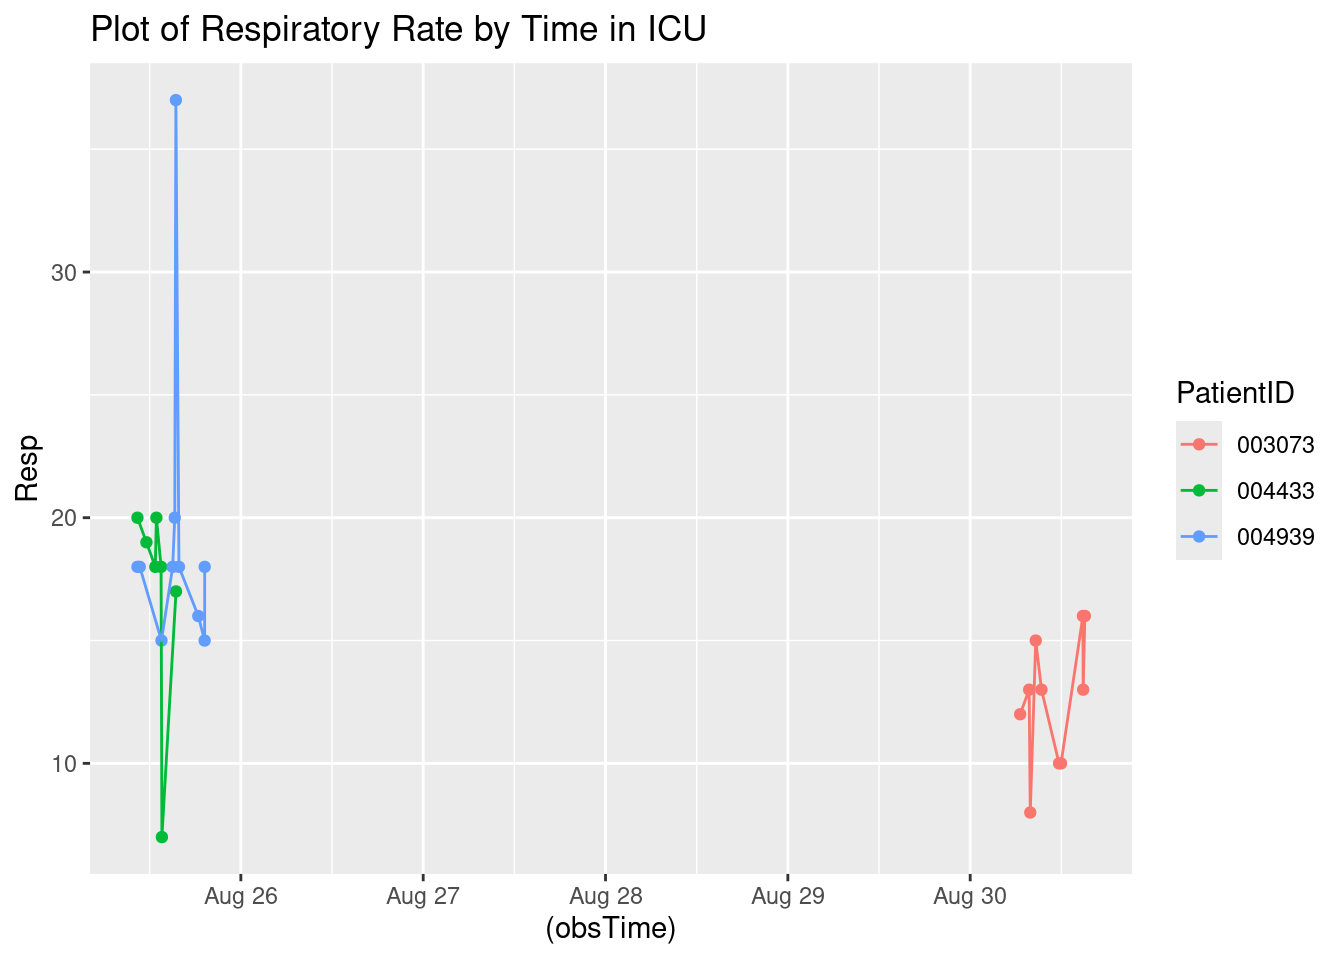 Plot of Respiratory Rate by Time in ICU
Resp
30
20
10
Aug 26 Aug 27 Aug 28 Aug 29 Aug 30
(obsTime)
PatientID
003073
004433
004939